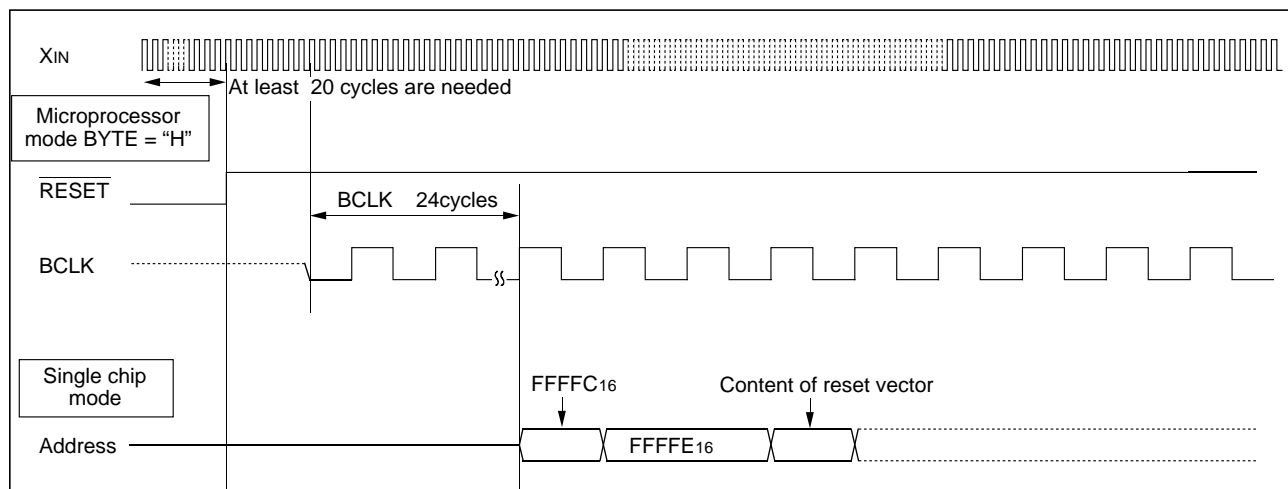 XIN
At least 20 cycles are needed
Microprocessor
mode BYTE = “H”
RESET
BCLK 24cycles
BCLK
Single chip
mode
FFFFC16
Content of reset vector
Address
FFFFE16